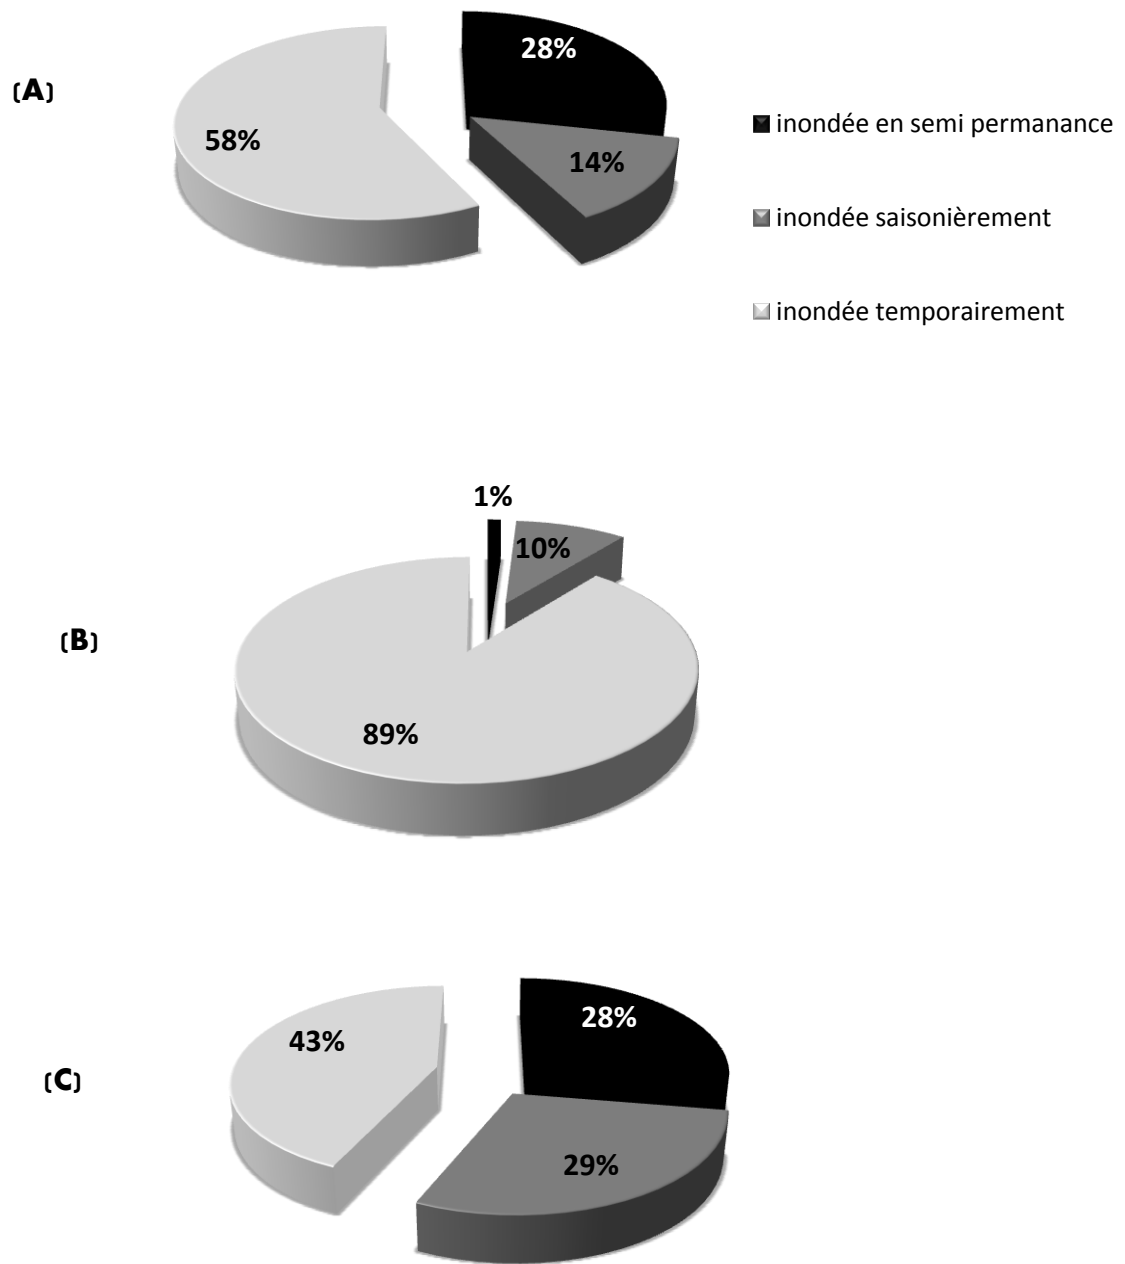 (A)
28%
58%
14%
inondée en semi permanance
inondée saisonièrement
inondée temporairement
1%
10%
(B)
89%
28%
43%
(C)
29%